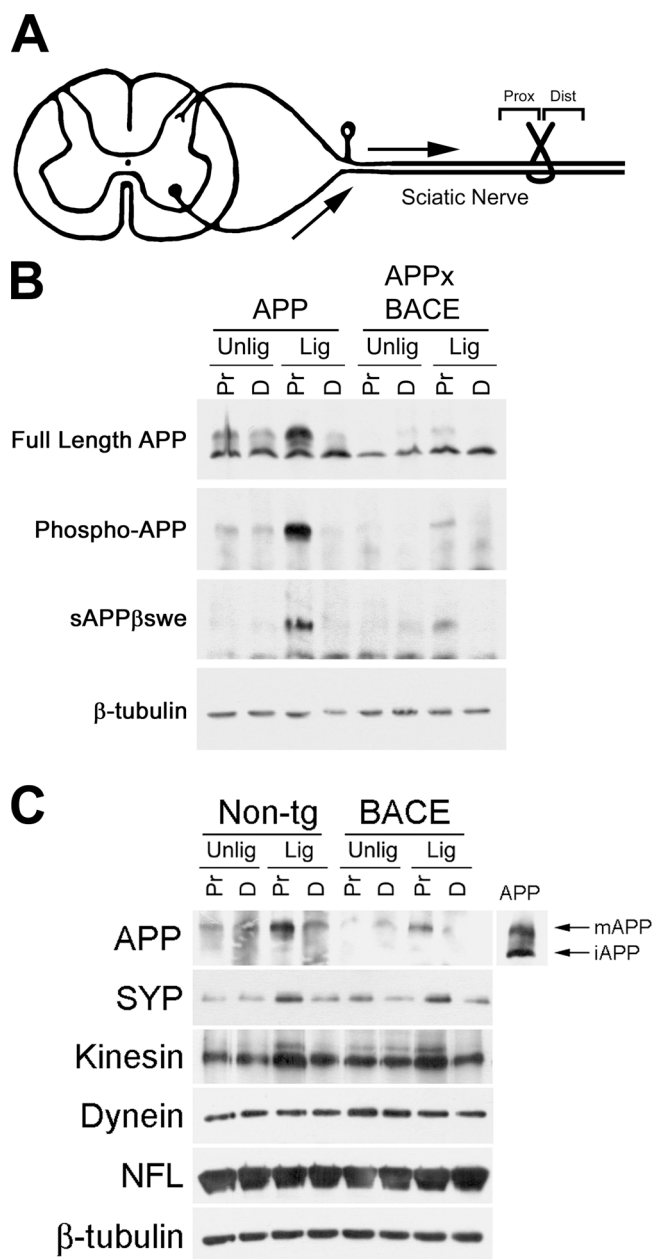 A
Prox Dist
Sciatic Nerve
B
APP APPx BACE
Unlig Lig Unlig Lig
Pr D Pr D Pr D Pr D
Full Length APP
Phospho-APP
sAPPβswe
β-tubulin
C
Non-tg BACE
Unlig Lig Unlig Lig
Pr D Pr D Pr D Pr D APP
APP mAPP
iAPP
SYP
Kinesin
Dynein
NFL
β-tubulin